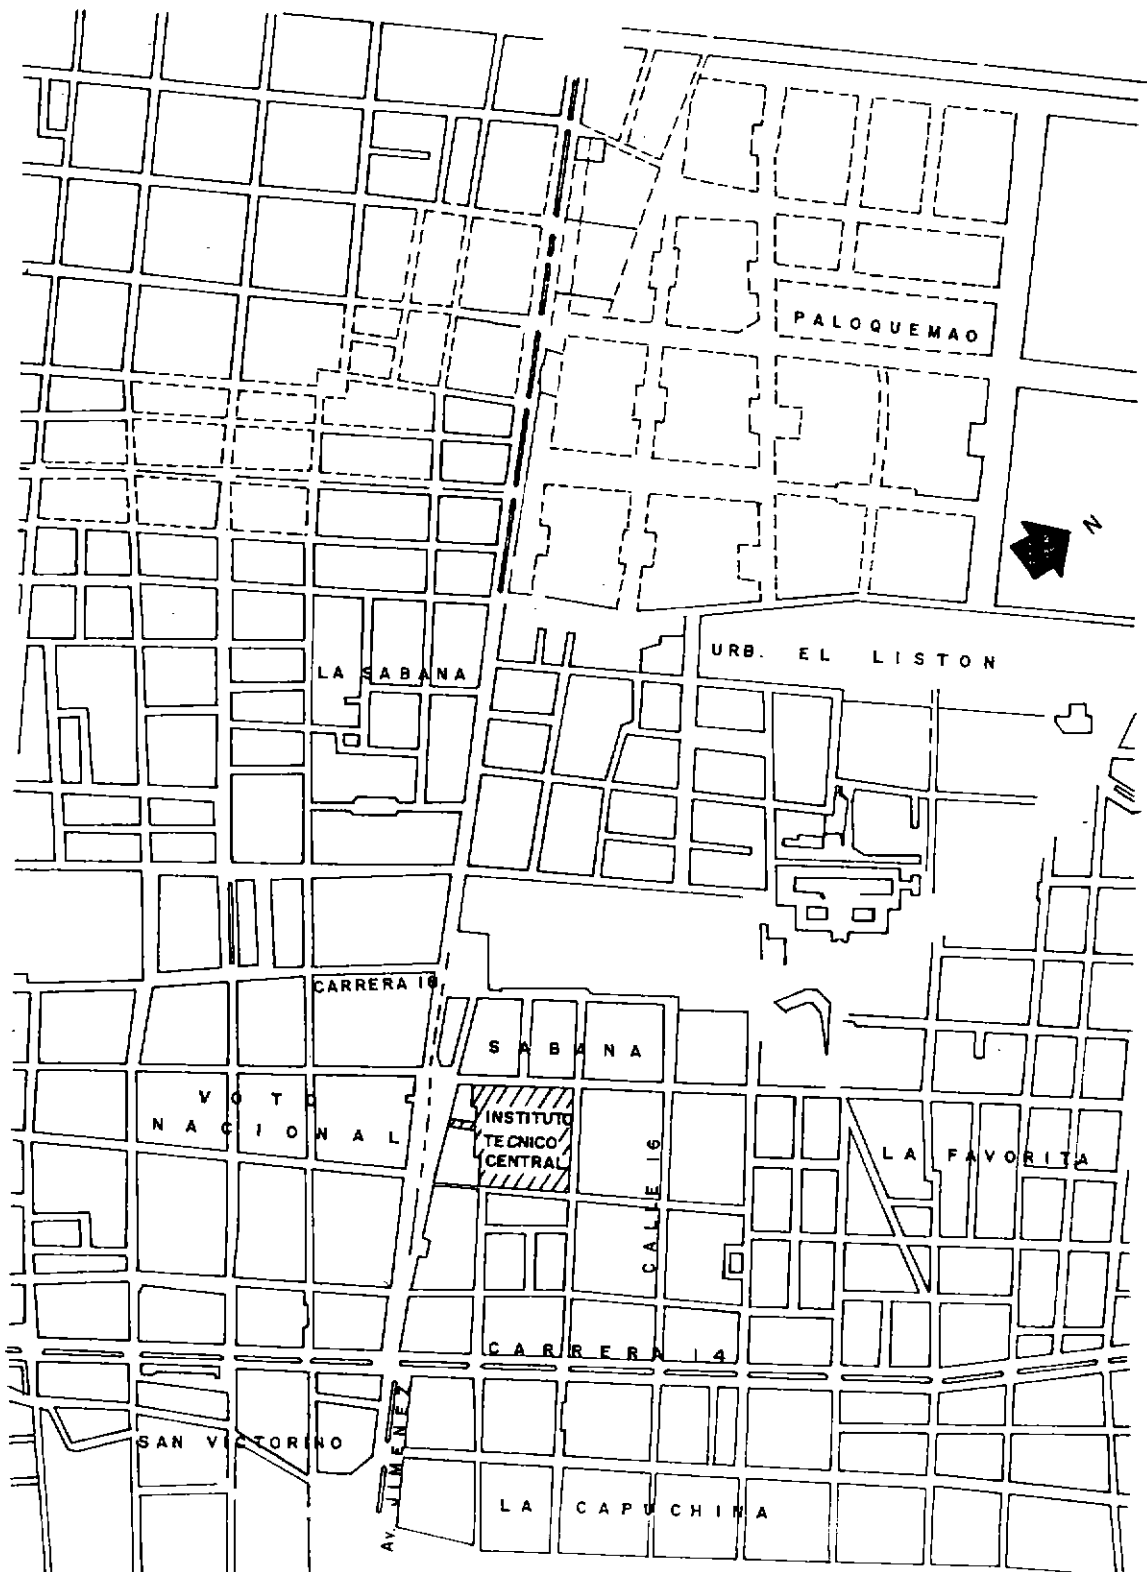 PALOQUEMAO
N
URB. EL LISTON
LA SABANA
CARRERA 18
SABANA
VOTO
NACIONAL
INSTITUTO
TECNICO
CENTRAL
CALLE 16
LA FAVORITA
CARRERA 14
SAN VICTORINO
Av. JIMENEZ
LA CAPUCHINA